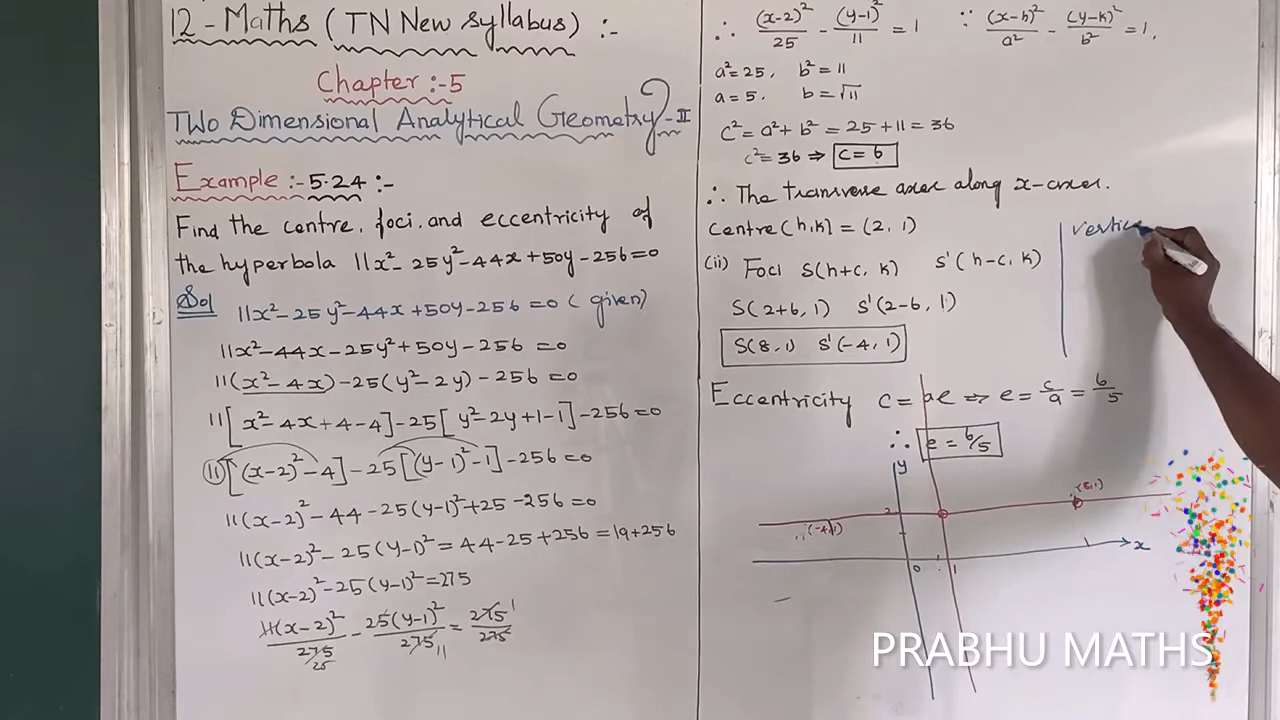 12 - Maths (TN New Syllabus) :-
Chapter :- 5
Two Dimensional Analytical Geometry - II
Example :- 5.24 :-
Find the centre, foci, and eccentricity of
the hyperbola 11x² - 25y² - 44x + 50y - 256 = 0
Sol
11x² - 25y² - 44x + 50y - 256 = 0 (given)
11x² - 44x - 25y² + 50y - 256 = 0
11(x² - 4x) - 25(y² - 2y) - 256 = 0
11[x² - 4x + 4 - 4] - 25[y² - 2y + 1 - 1] - 256 = 0
11[(x-2)² - 4] - 25[(y-1)² - 1] - 256 = 0
11(x-2)² - 44 - 25(y-1)² + 25 - 256 = 0
11(x-2)² - 25(y-1)² = 44 - 25 + 256 = 19 + 256
11(x-2)² - 25(y-1)² = 275
11(x-2)²/275 - 25(y-1)²/275 = 275/275 1
25 11
∴ (x-2)²/25 - (y-1)²/11 = 1 ∵ (x-h)²/a² - (y-k)²/b² = 1,
a² = 25, b² = 11
a = 5. b = √11
c² = a² + b² = 25 + 11 = 36
c² = 36 ⇒ c = 6
∴ The transverse axes along x-axes.
Centre (h, k) = (2, 1)
(ii) Foci S(h+c, k) S'(h-c, k)
S(2+6, 1) S'(2-6, 1)
S(8, 1) S'(-4, 1)
vertic
Eccentricity c = ae ⇒ e = c/a = 6/5
∴ e = 6/5
y
(8,1)
2
(-4,1)
x
0 1
PRABHU MATHS